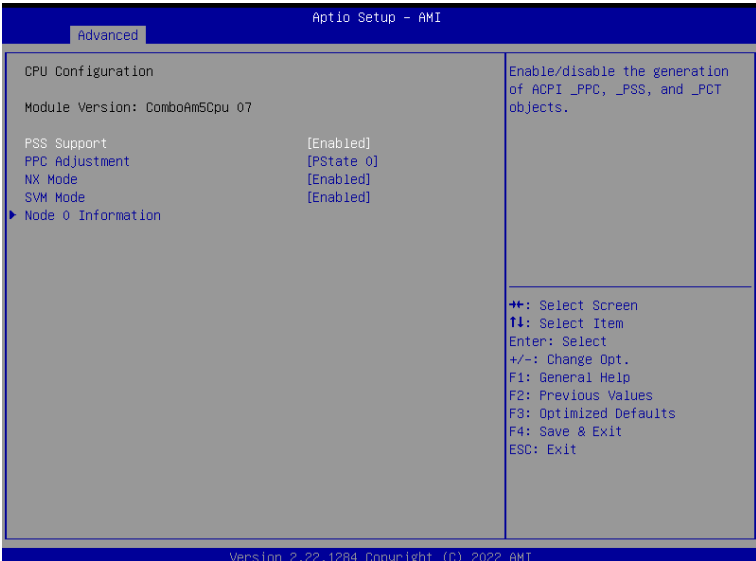 Aptio Setup – AMI
Advanced
CPU Configuration
Module Version: ComboAm5Cpu 07
PSS Support [Enabled]
PPC Adjustment [PState 0]
NX Mode [Enabled]
SVM Mode [Enabled]
Node 0 Information
Enable/disable the generation
of ACPI _PPC, _PSS, and _PCT
objects.
→←: Select Screen
↑↓: Select Item
Enter: Select
+/-: Change Opt.
F1: General Help
F2: Previous Values
F3: Optimized Defaults
F4: Save & Exit
ESC: Exit
Version 2.22.1284 Copyright (C) 2022 AMI